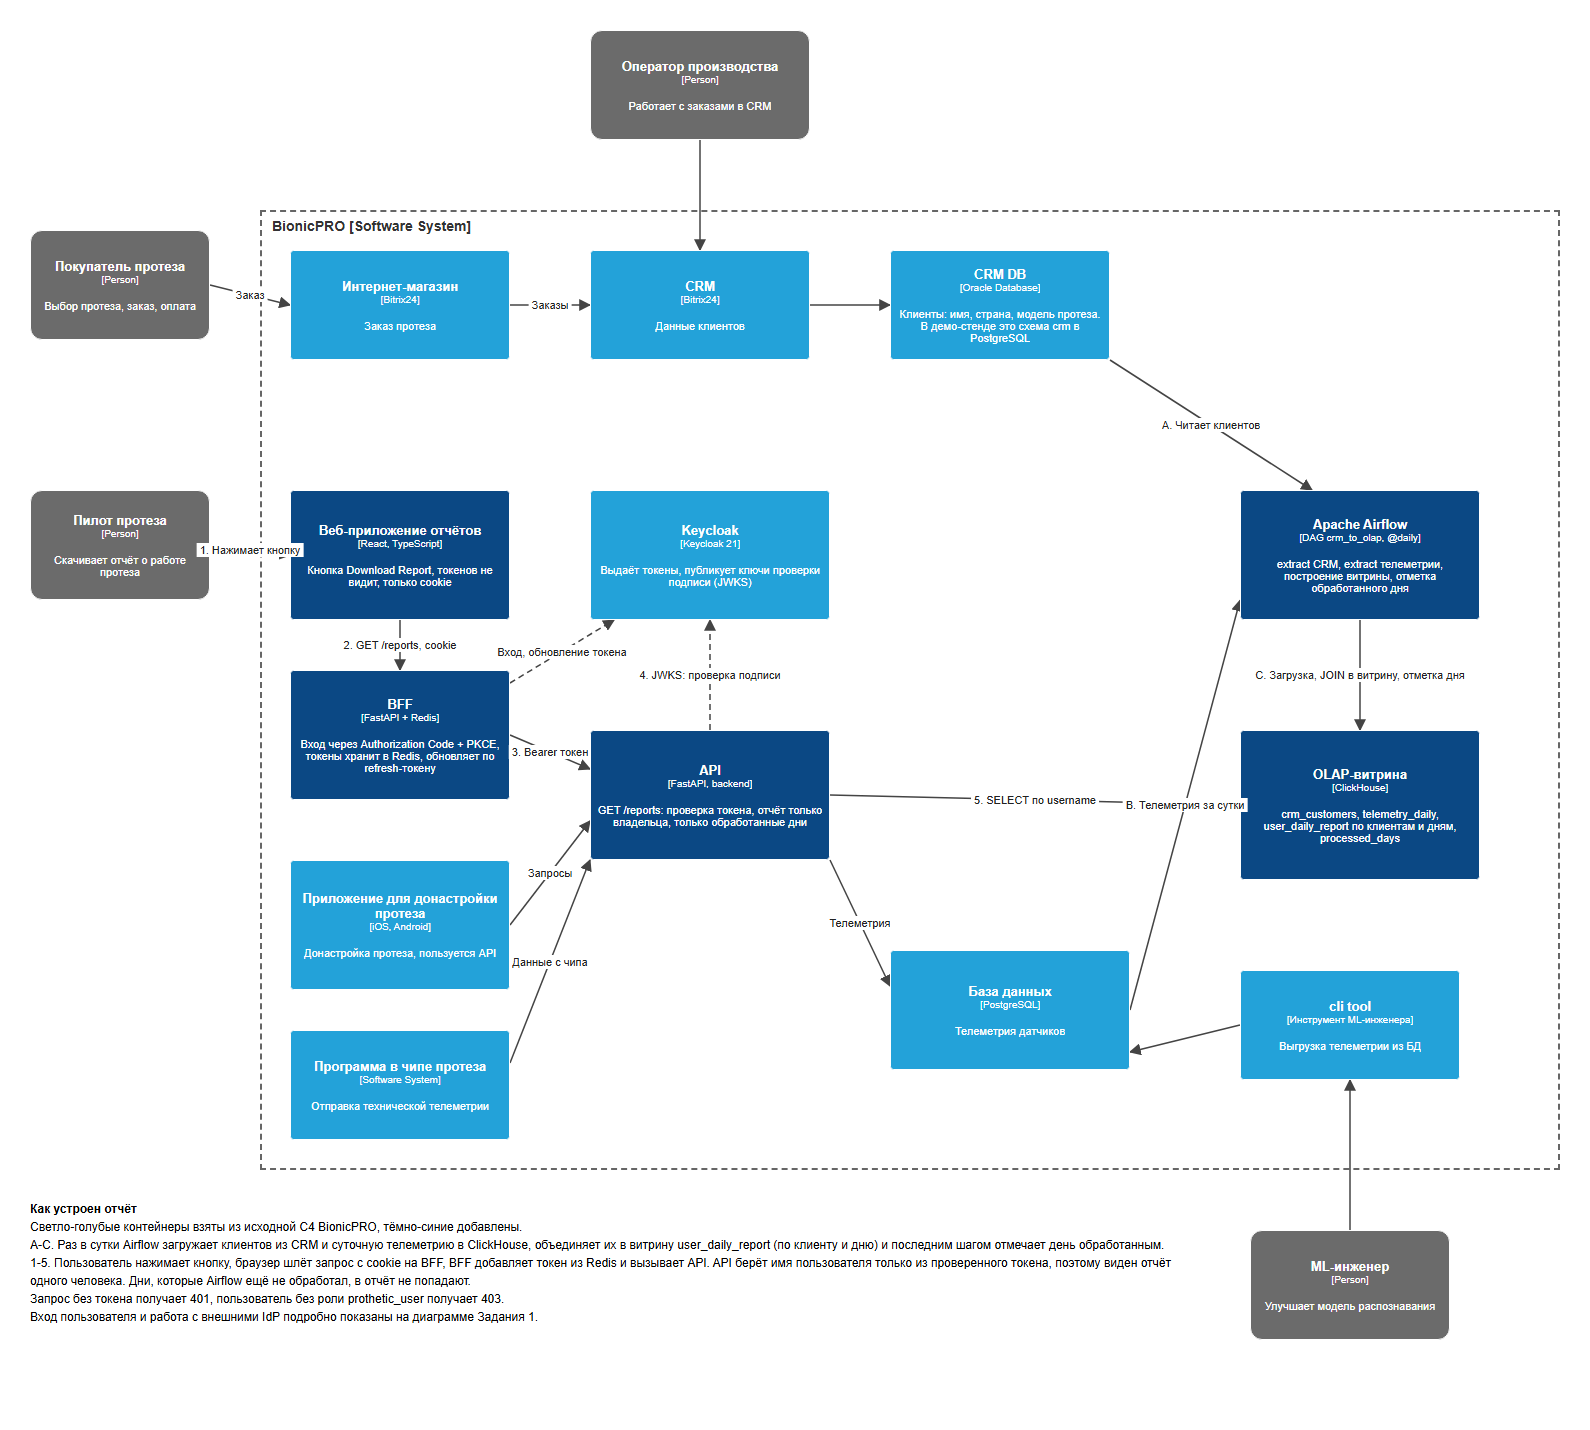 Оператор производства
[Person]
Работает с заказами в CRM
BionicPRO [Software System]
Покупатель протеза
[Person]
Выбор протеза, заказ, оплата
Заказ
Интернет-магазин
[Bitrix24]
Заказ протеза
Заказы
CRM
[Bitrix24]
Данные клиентов
CRM DB
[Oracle Database]
Клиенты: имя, страна, модель протеза.
В демо-стенде это схема crm в
PostgreSQL
A. Читает клиентов
Пилот протеза
[Person]
Скачивает отчёт о работе
протеза
1. Нажимает кнопку
Веб-приложение отчётов
[React, TypeScript]
Кнопка Download Report, токенов не
видит, только cookie
Keycloak
[Keycloak 21]
Выдаёт токены, публикует ключи проверки
подписи (JWKS)
Apache Airflow
[DAG crm_to_olap, @daily]
extract CRM, extract телеметрии,
построение витрины, отметка
обработанного дня
2. GET /reports, cookie
Вход, обновление токена
4. JWKS: проверка подписи
C. Загрузка, JOIN в витрину, отметка дня
BFF
[FastAPI + Redis]
Вход через Authorization Code + PKCE,
токены хранит в Redis, обновляет по
refresh-токену
3. Bearer токен
API
[FastAPI, backend]
GET /reports: проверка токена, отчёт только
владельца, только обработанные дни
5. SELECT по username
B. Телеметрия за сутки
OLAP-витрина
[ClickHouse]
crm_customers, telemetry_daily,
user_daily_report по клиентам и дням,
processed_days
Приложение для донастройки
протеза
[iOS, Android]
Донастройка протеза, пользуется API
Запросы
Данные с чипа
Телеметрия
База данных
[PostgreSQL]
Телеметрия датчиков
cli tool
[Инструмент ML-инженера]
Выгрузка телеметрии из БД
Программа в чипе протеза
[Software System]
Отправка технической телеметрии
Как устроен отчёт
Светло-голубые контейнеры взяты из исходной C4 BionicPRO, тёмно-синие добавлены.
A-C. Раз в сутки Airflow загружает клиентов из CRM и суточную телеметрию в ClickHouse, объединяет их в витрину user_daily_report (по клиенту и дню) и последним шагом отмечает день обработанным.
1-5. Пользователь нажимает кнопку, браузер шлёт запрос с cookie на BFF, BFF добавляет токен из Redis и вызывает API. API берёт имя пользователя только из проверенного токена, поэтому виден отчёт
одного человека. Дни, которые Airflow ещё не обработал, в отчёт не попадают.
Запрос без токена получает 401, пользователь без роли prothetic_user получает 403.
Вход пользователя и работа с внешними IdP подробно показаны на диаграмме Задания 1.
ML-инженер
[Person]
Улучшает модель распознавания